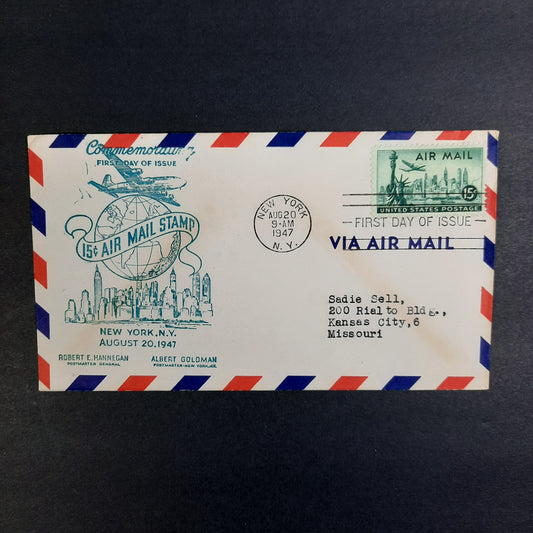 Commemorating
FIRST DAY OF ISSUE
15¢ AIR MAIL STAMP
NEW YORK, N.Y.
AUGUST 20, 1947
ROBERT E. HANNEGAN
POSTMASTER GENERAL
ALBERT GOLDMAN
POSTMASTER-NEW YORK, N.Y.
NEW YORK
AUG 20
9-AM
1947
N.Y.
AIR MAIL
15¢
UNITED STATES POSTAGE
FIRST DAY OF ISSUE
VIA AIR MAIL
Sadie Sell,
200 Rialto Bldg.,
Kansas City,6
Missouri